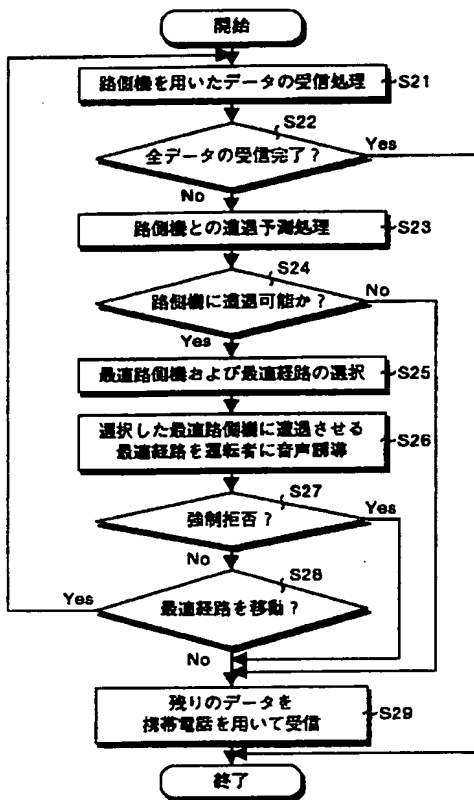 開始
路側機を用いたデータの受信処理
S21
S22
全データの受信完了?
Yes
No
路側機との遭遇予測処理
S23
S24
路側機に遭遇可能か?
No
Yes
最適路側機および最適経路の選択
S25
選択した最適路側機に遭遇させる
最適経路を運転者に音声誘導
S26
S27
強制拒否?
Yes
No
S28
Yes
最適経路を移動?
No
残りのデータを
携帯電話を用いて受信
S29
終了